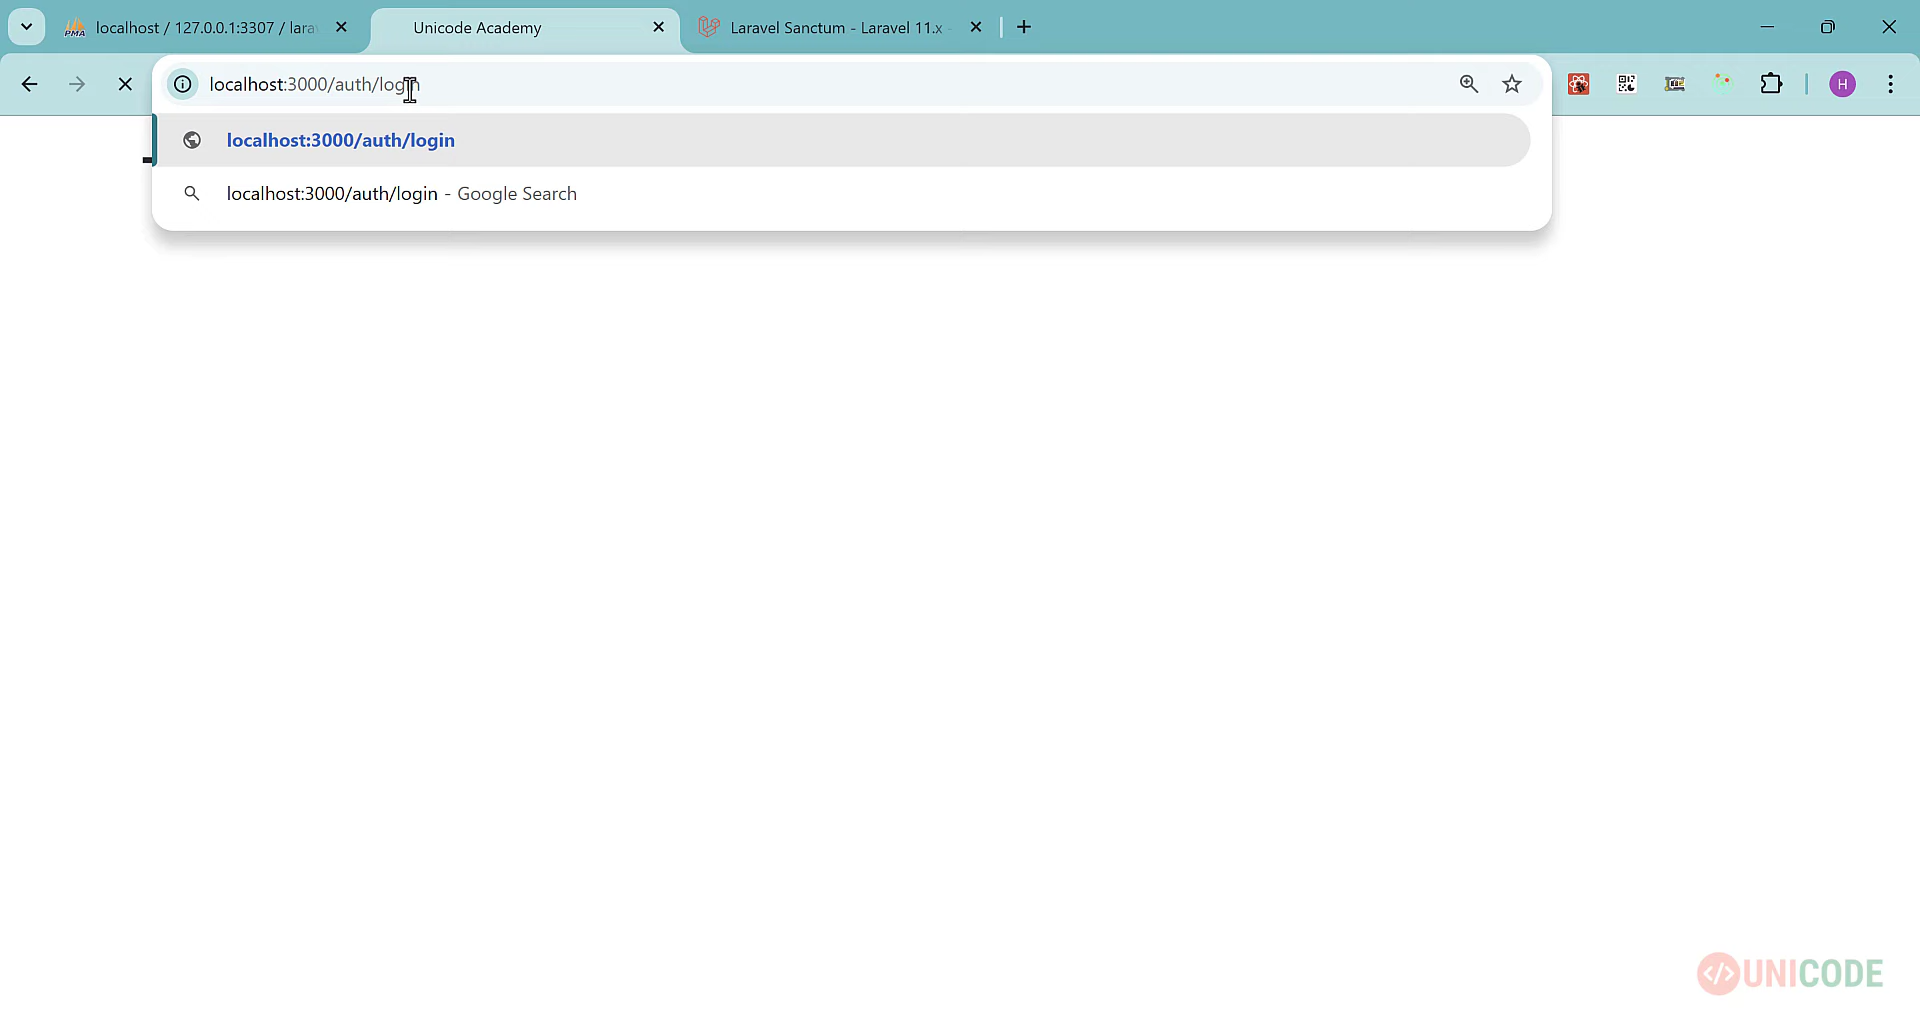 localhost / 127.0.0.1:3307 / lara
Unicode Academy
Laravel Sanctum - Laravel 11.x -
localhost:3000/auth/login
H
localhost:3000/auth/login
localhost:3000/auth/login - Google Search
</> UNICODE